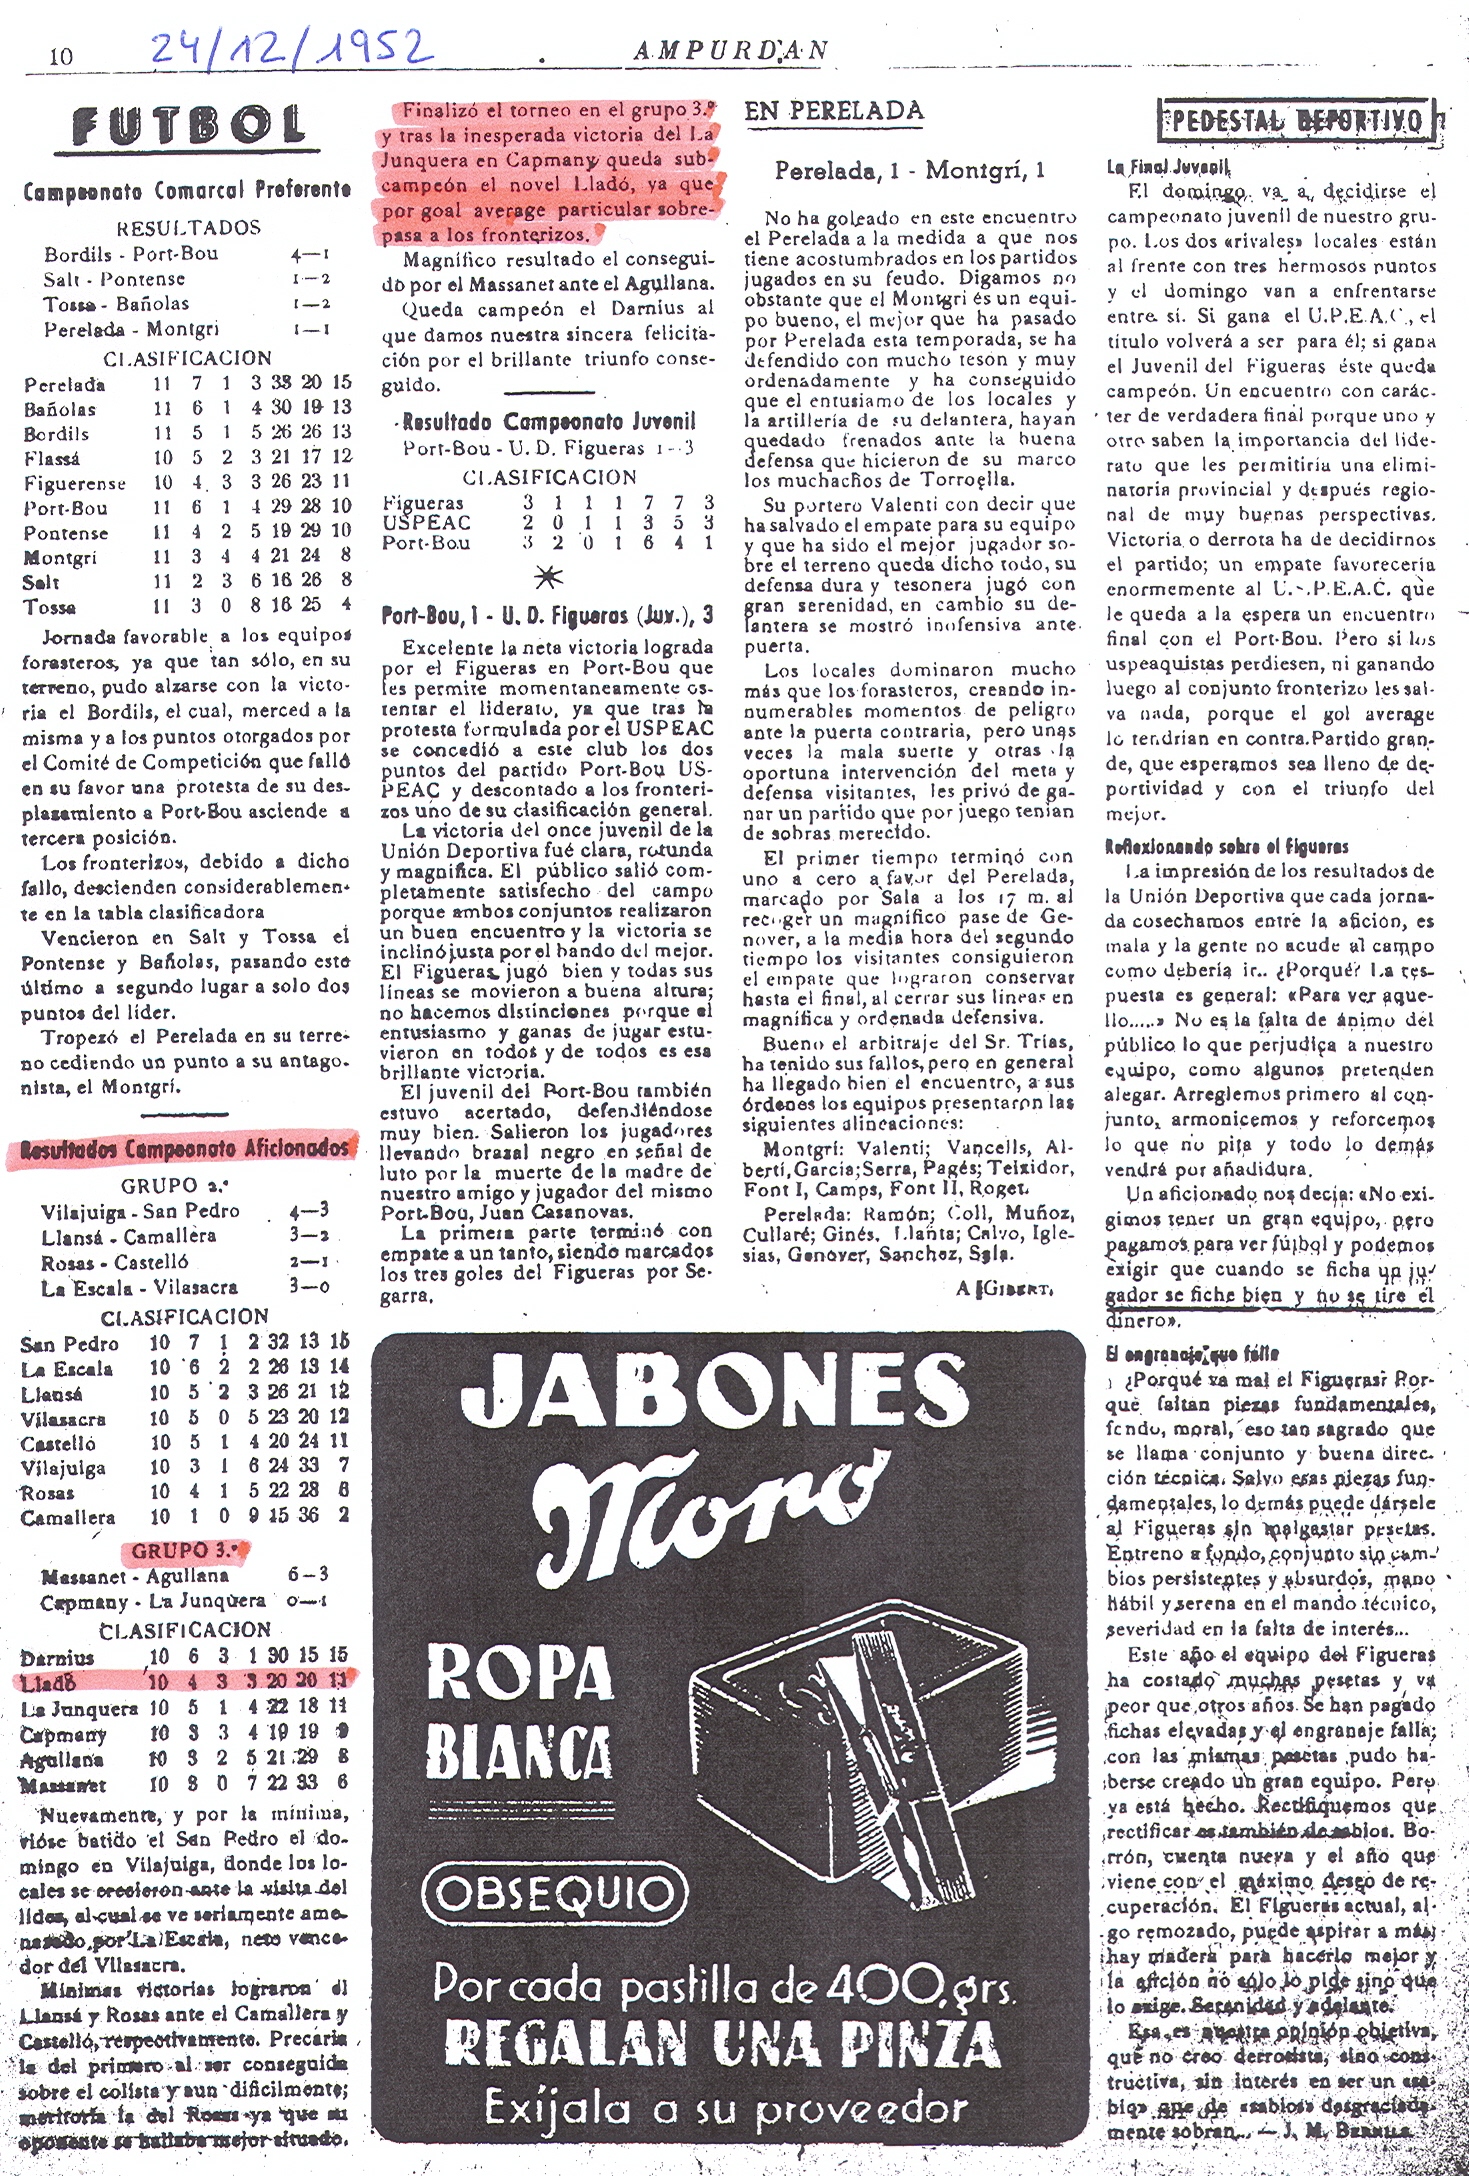 10
24/12/1952
AMPURDAN
FUTBOL
Campeonato Comarcal Preferente
RESULTADOS
Bordils - Port-Bou 4—1
Salt - Pontense 1—2
Tossa - Bañolas 1—2
Perelada - Montgri 1—1
CLASIFICACION
Perelada 11 7 1 3 38 20 15
Bañolas 11 6 1 4 30 19 13
Bordils 11 5 1 5 26 26 13
Flassá 10 5 2 3 21 17 12
Figuerense 10 4 3 3 26 23 11
Port-Bou 11 6 1 4 29 28 10
Pontense 11 4 2 5 19 29 10
Montgrí 11 3 4 4 21 24 8
Salt 11 2 3 6 16 26 8
Tossa 11 3 0 8 16 25 4
Jornada favorable a los equipos
forasteros, ya que tan sólo, en su
terreno, pudo alzarse con la victo-
ria el Bordils, el cual, merced a la
misma y a los puntos otorgados por
el Comité de Competición que falló
en su favor una protesta de su des-
plasamiento a Port-Bou asciende a
tercera posición.
Los fronterizos, debido a dicho
fallo, descienden considerablemen-
te en la tabla clasificadora
Vencieron en Salt y Tossa el
Pontense y Bañolas, pasando este
último a segundo lugar a solo dos
puntos del líder.
Tropezó el Perelada en su terre-
no cediendo un punto a su antago-
nista, el Montgrí.
Resultados Campeonato Aficionados
GRUPO 2.º
Vilajuiga - San Pedro 4—3
Llansá - Camallera 3—2
Rosas - Castelló 2—1
La Escala - Vilasacra 3—0
CLASIFICACION
San Pedro 10 7 1 2 32 13 15
La Escala 10 6 2 2 26 13 14
Llansá 10 5 2 3 26 21 12
Vilasacra 10 5 0 5 23 20 12
Castelló 10 5 1 4 20 24 11
Vilajuiga 10 3 1 6 24 33 7
Rosas 10 4 1 5 22 28 6
Camallera 10 1 0 9 15 36 2
GRUPO 3.º
Massanet - Agullana 6—3
Capmany - La Junquera 0—1
CLASIFICACION
Darnius 10 6 3 1 30 15 15
Lladó 10 4 3 3 20 20 11
La Junquera 10 5 1 4 22 18 11
Capmany 10 3 3 4 19 19 9
Agullana 10 3 2 5 21 29 8
Massanet 10 3 0 7 22 33 6
Nuevamente, y por la mínima,
vióse batido el San Pedro el do-
mingo en Vilajuiga, donde los lo-
cales se crecieron ante la visita del
líder, al cual se ve seriamente ame-
nazado por La Escala, neto vence-
dor del Vilasacra.
Mínimas victorias lograron el
Llansá y Rosas ante el Camallera y
Castelló, respectivamente. Precaria
la del primero al ser conseguida
sobre el colista y aun dificilmente;
meritoria la del Rosas ya que su
oponente se hallaba mejor situado.
Finalizó el torneo en el grupo 3.º
y tras la inesperada victoria del La
Junquera en Capmany queda sub-
campeón el novel Lladó, ya que
por goal average particular sobre-
pasa a los fronterizos.
Magnífico resultado el consegui-
do por el Massanet ante el Agullana.
Queda campeón el Darnius al
que damos nuestra sincera felicita-
ción por el brillante triunfo conse-
guido.
Resultado Campeonato Juvenil
Port-Bou - U. D. Figueras 1—3
CLASIFICACION
Figueras 3 1 1 1 7 7 3
USPEAC 2 0 1 1 3 5 3
Port-Bou 3 2 0 1 6 4 1
Port-Bou, 1 - U. D. Figueras (Juv.), 3
Excelente la neta victoria lograda
por el Figueras en Port-Bou que
les permite momentaneamente os-
tentar el liderato, ya que tras la
protesta formulada por el USPEAC
se concedió a este club los dos
puntos del partido Port-Bou US-
PEAC y descontado a los fronteri-
zos uno de su clasificación general.
La victoria del once juvenil de la
Unión Deportiva fué clara, rotunda
y magnífica. El público salió com-
pletamente satisfecho del campo
porque ambos conjuntos realizaron
un buen encuentro y la victoria se
inclinó justa por el bando del mejor.
El Figueras jugó bien y todas sus
líneas se movieron a buena altura;
no hacemos distinciones porque el
entusiasmo y ganas de jugar estu-
vieron en todos y de todos es esa
brillante victoria.
El juvenil del Port-Bou también
estuvo acertado, defendiéndose
muy bien. Salieron los jugadores
llevando brazal negro en señal de
luto por la muerte de la madre de
nuestro amigo y jugador del mismo
Port-Bou, Juan Casanovas.
La primera parte terminó con
empate a un tanto, siendo marcados
los tres goles del Figueras por Se-
garra.
EN PERELADA
Perelada, 1 - Montgrí, 1
No ha goleado en este encuentro
el Perelada a la medida a que nos
tiene acostumbrados en los partidos
jugados en su feudo. Digamos no
obstante que el Montgri és un equi-
po bueno, el mejor que ha pasado
por Perelada esta temporada, se ha
defendido con mucho teson y muy
ordenadamente y ha conseguido
que el entusiamo de los locales y
la artillería de su delantera, hayan
quedado frenados ante la buena
defensa que hicieron de su marco
los muchachos de Torroella.
Su portero Valenti con decir que
ha salvado el empate para su equipo
y que ha sido el mejor jugador so-
bre el terreno queda dicho todo, su
defensa dura y tesonera jugó con
gran serenidad, en cambio su de-
lantera se mostró inofensiva ante
puerta.
Los locales dominaron mucho
más que los forasteros, creando in-
numerables momentos de peligro
ante la puerta contraria, pero unas
veces la mala suerte y otras la
oportuna intervención del meta y
defensa visitantes, les privó de ga-
nar un partido que por juego tenían
de sobras merecido.
El primer tiempo terminó con
uno a cero a favor del Perelada,
marcado por Sala a los 17 m. al
recoger un magnífico pase de Ge-
nover, a la media hora del segundo
tiempo los visitantes consiguieron
el empate que lograron conservar
hasta el final, al cerrar sus lineas en
magnífica y ordenada defensiva.
Bueno el arbitraje del Sr. Trías,
ha tenido sus fallos, pero en general
ha llegado bien el encuentro, a sus
órdenes los equipos presentaron las
siguientes alineaciones:
Montgrí: Valenti; Vancells, Al-
bertí, Garcia; Serra, Pagés; Teixidor,
Font I, Camps, Font II, Roget.
Perelada: Ramón; Coll, Muñoz,
Cullaré; Ginés, Llanta; Calvo, Igle-
sias, Genover, Sanchez, Sala.
A GIBERT.
JABONES
Mono
ROPA
BLANCA
OBSEQUIO
Por cada pastilla de 400 grs.
REGALAN UNA PINZA
Exíjala a su proveedor
PEDESTAL DEPORTIVO
La Final Juvenil
El domingo va a decidirse el
campeonato juvenil de nuestro gru-
po. Los dos «rivales» locales están
al frente con tres hermosos puntos
y el domingo van a enfrentarse
entre sí. Si gana el U.P.E.A.C., el
título volverá a ser para él; si gana
el Juvenil del Figueras éste queda
campeón. Un encuentro con carác-
ter de verdadera final porque uno y
otro saben la importancia del lide-
rato que les permitiría una elimi-
natoria provincial y después regio-
nal de muy buenas perspectivas.
Victoria o derrota ha de decidirnos
el partido; un empate favorecería
enormemente al U.S.P.E.A.C. que
le queda a la espera un encuentro
final con el Port-Bou. Pero si los
uspeaquistas perdiesen, ni ganando
luego al conjunto fronterizo les sal-
va nada, porque el gol average
lo tendrían en contra. Partido gran-
de, que esperamos sea lleno de de-
portividad y con el triunfo del
mejor.
Reflexionando sobre el Figueras
La impresión de los resultados de
la Unión Deportiva que cada jorna-
da cosechamos entre la afición, es
mala y la gente no acude al campo
como debería ir.. ¿Porqué? La res-
puesta es general: «Para ver aque-
llo.....» No es la falta de ánimo del
público lo que perjudica a nuestro
equipo, como algunos pretenden
alegar. Arreglemos primero al con-
junto, armonicemos y reforcemos
lo que no pita y todo lo demás
vendrá por añadidura.
Un aficionado nos decía: «No exi-
gimos tener un gran equipo, pero
pagamos para ver fútbol y podemos
exigir que cuando se ficha un ju-
gador se fiche bien y no se tire el
dinero».
El engranaje que falla
¿Porqué va mal el Figueras? Por-
que faltan piezas fundamentales,
fondo, moral, eso tan sagrado que
se llama conjunto y buena direc-
ción técnica. Salvo esas piezas fun-
damentales, lo demás puede dársele
al Figueras sin malgastar pesetas.
Entreno a fondo, conjunto sin cam-
bios persistentes y absurdos, mano
hábil y serena en el mando técnico,
severidad en la falta de interés...
Este año el equipo del Figueras
ha costado muchas pesetas y va
peor que otros años. Se han pagado
fichas elevadas y el engranaje falla;
con las mismas pesetas pudo ha-
berse creado un gran equipo. Pero
ya está hecho. Rectifiquemos que
rectificar es también de sabios. Bo-
rrón, cuenta nueva y el año que
viene con el máximo deseo de re-
cuperación. El Figueras actual, al-
go remozado, puede aspirar a más;
hay madera para hacerlo mejor y
la afición no sólo lo pide sino que
lo exige. Serenidad y adelante.
Esa es nuestra opinión objetiva,
que no creo derrotista, sino cons-
tructiva, sin interés en ser un «sa-
bio» que de «sabios» desgraciada-
mente sobran... — J. M. BERNILS